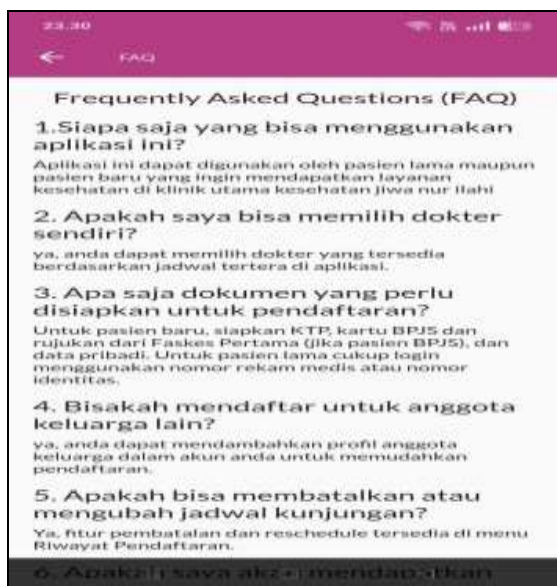 23.30
FAQ
Frequently Asked Questions (FAQ)
1.Siapa saja yang bisa menggunakan
aplikasi ini?
Aplikasi ini dapat digunakan oleh pasien lama maupun
pasien baru yang ingin mendapatkan layanan
kesehatan di klinik utama kesehatan jiwa nur ilahi
2. Apakah saya bisa memilih dokter
sendiri?
ya, anda dapat memilih dokter yang tersedia
berdasarkan jadwal tertera di aplikasi.
3. Apa saja dokumen yang perlu
disiapkan untuk pendaftaran?
Untuk pasien baru, siapkan KTP, kartu BPJS dan
rujukan dari Faskes Pertama (jika pasien BPJS), dan
data pribadi. Untuk pasien lama cukup login
menggunakan nomor rekam medis atau nomor
identitas.
4. Bisakah mendaftar untuk anggota
keluarga lain?
ya, anda dapat mendambahkan profil anggota
keluarga dalam akun anda untuk memudahkan
pendaftaran.
5. Apakah bisa membatalkan atau
mengubah jadwal kunjungan?
Ya, fitur pembatalan dan reschedule tersedia di menu
Riwayat Pendaftaran.
6. Apakah saya akan mendapatkan